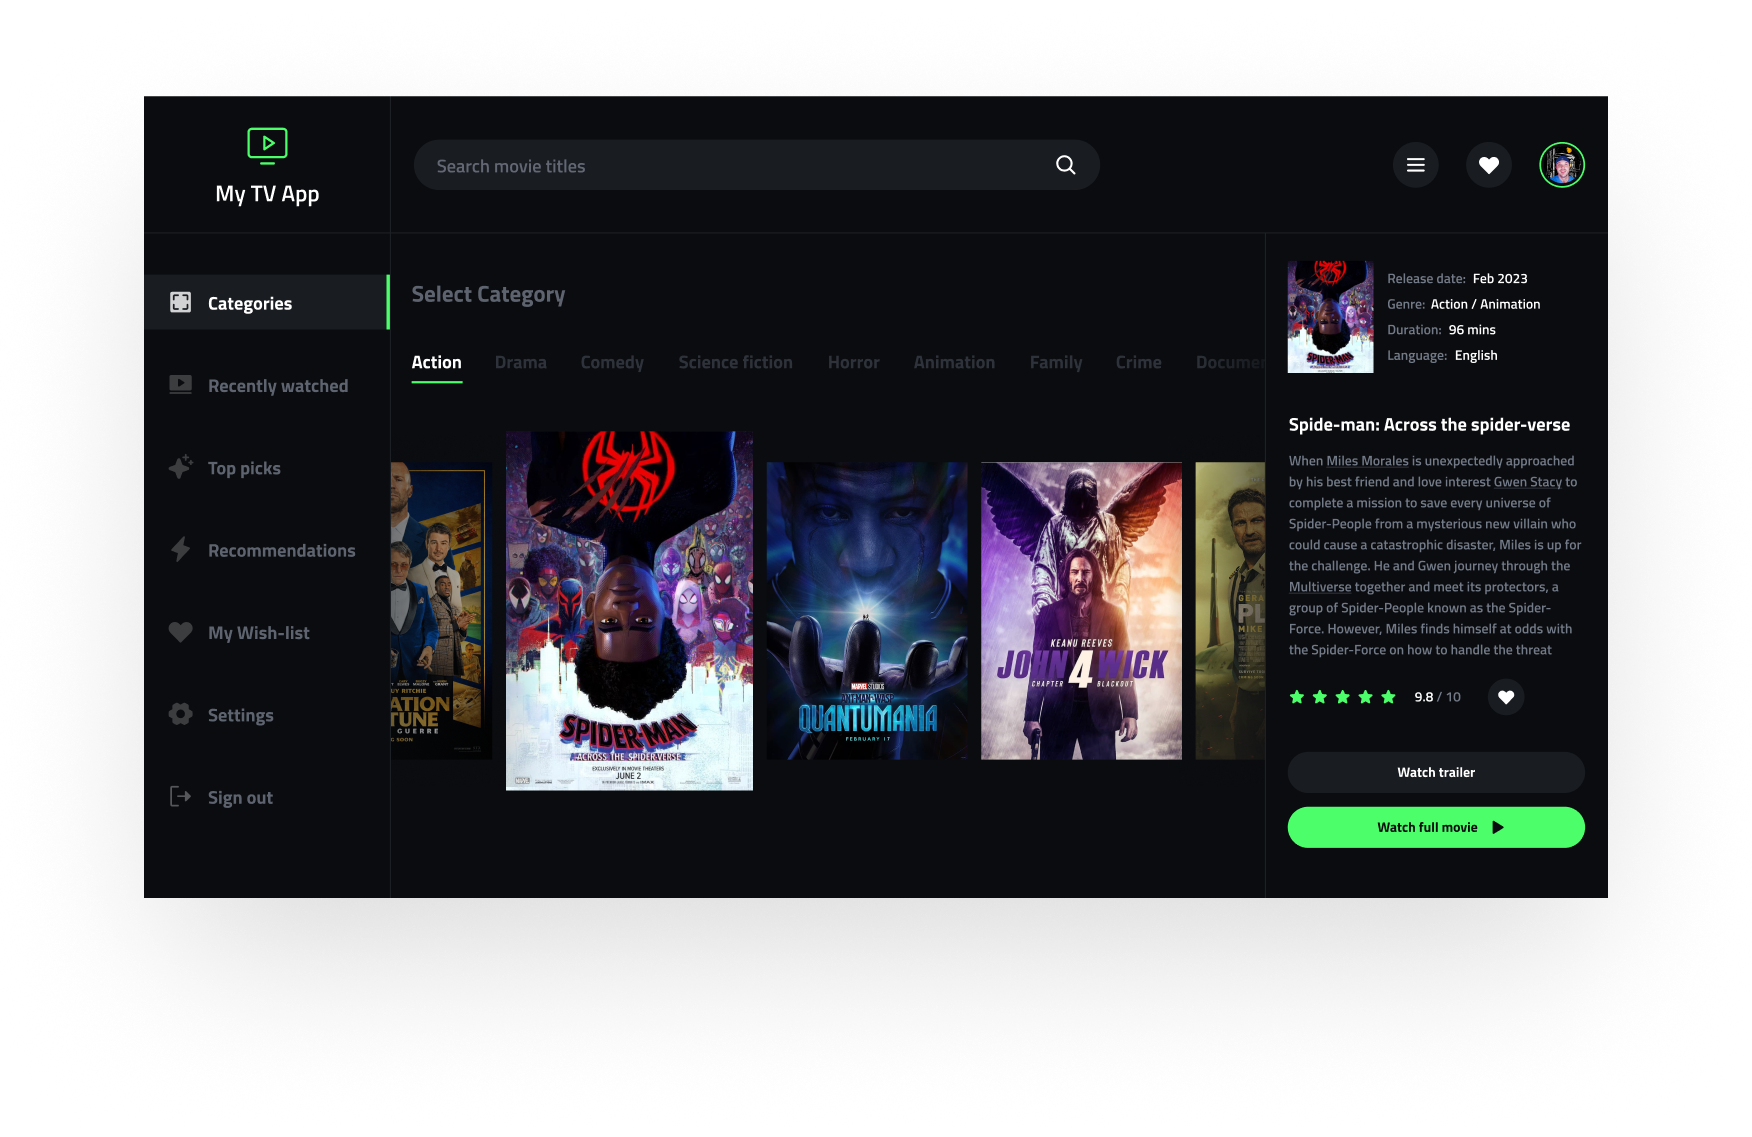 My TV App
Search movie titles
Categories
Recently watched
Top picks
Recommendations
My Wish-list
Settings
Sign out
Select Category
Action Drama Comedy Science fiction Horror Animation Family Crime Documen
UY RITCHIE
ATION
TUNE
GUERRE
SOON
SPIDER-MAN
ACROSS THE SPIDER-VERSE
EXCLUSIVELY IN MOVIE THEATERS
JUNE 2
MARVEL STUDIOS
ANT-MAN AND THE WASP
QUANTUMANIA
FEBRUARY 17
KEANU REEVES
JOHN 4 WICK
CHAPTER BLACKOUT
GERA
PL
MIKE
Release date: Feb 2023
Genre: Action / Animation
Duration: 96 mins
Language: English
Spide-man: Across the spider-verse
When Miles Morales is unexpectedly approached
by his best friend and love interest Gwen Stacy to
complete a mission to save every universe of
Spider-People from a mysterious new villain who
could cause a catastrophic disaster, Miles is up for
the challenge. He and Gwen journey through the
Multiverse together and meet its protectors, a
group of Spider-People known as the Spider-
Force. However, Miles finds himself at odds with
the Spider-Force on how to handle the threat
9.8 / 10
Watch trailer
Watch full movie